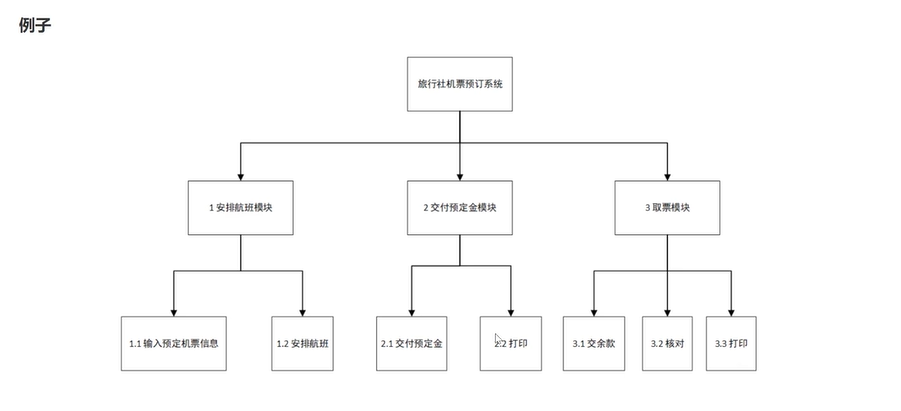 例子
旅行社机票预订系统
1 安排航班模块
2 交付预定金模块
3 取票模块
1.1 输入预定机票信息
1.2 安排航班
2.1 交付预定金
2.2 打印
3.1 交余款
3.2 核对
3.3 打印